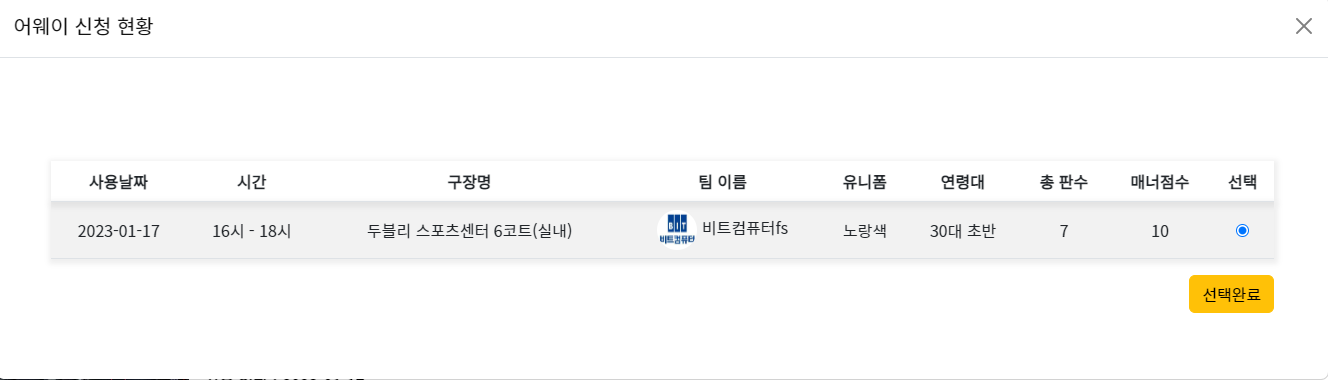 어웨이 신청 현황
사용날짜 시간 구장명 팀 이름 유니폼 연령대 총 판수 매너점수 선택
BIT
비트컴퓨터
2023-01-17 16시 - 18시 두블리 스포츠센터 6코트(실내) 비트컴퓨터fs 노랑색 30대 초반 7 10
선택완료